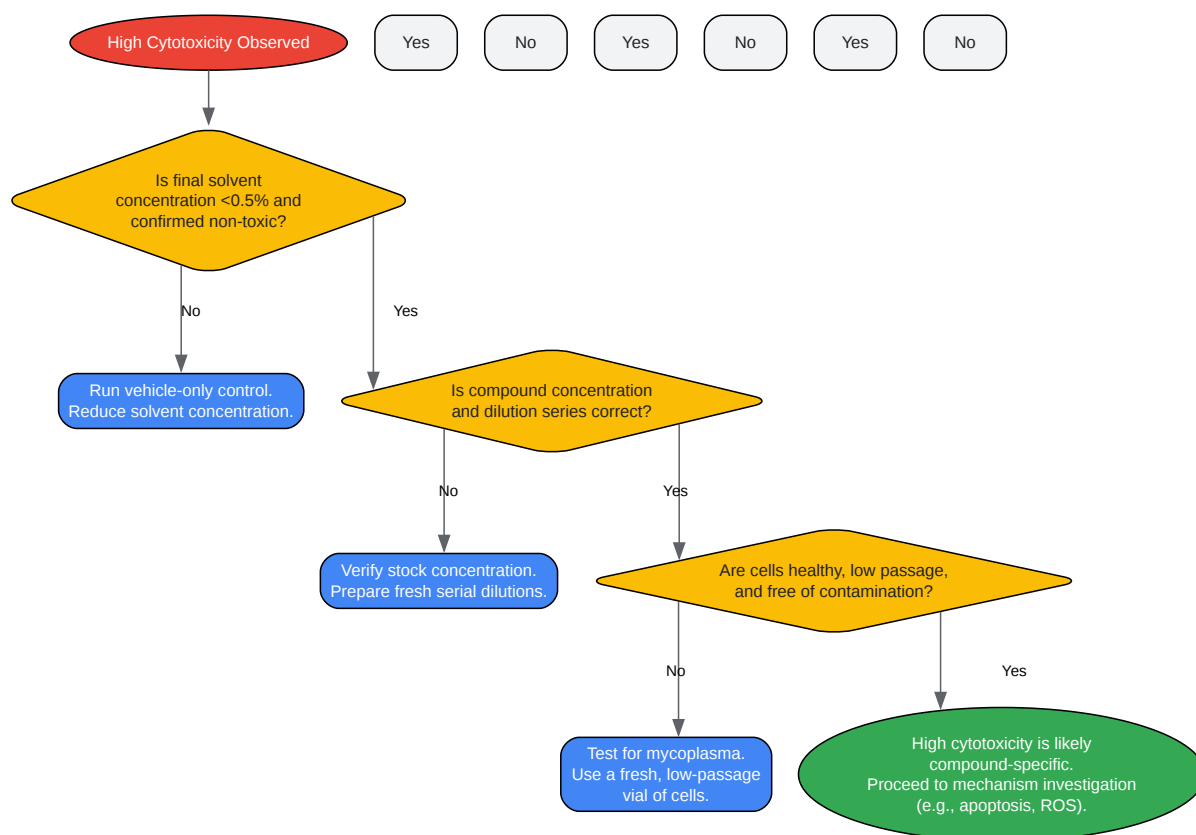 High Cytotoxicity Observed
Yes
No
Yes
No
Yes
No
Is final solvent
concentration <0.5% and
confirmed non-toxic?
No
Yes
Run vehicle-only control.
Reduce solvent concentration.
Is compound concentration
and dilution series correct?
No
Yes
Verify stock concentration.
Prepare fresh serial dilutions.
Are cells healthy, low passage,
and free of contamination?
No
Yes
Test for mycoplasma.
Use a fresh, low-passage
vial of cells.
High cytotoxicity is likely
compound-specific.
Proceed to mechanism investigation
(e.g., apoptosis, ROS).